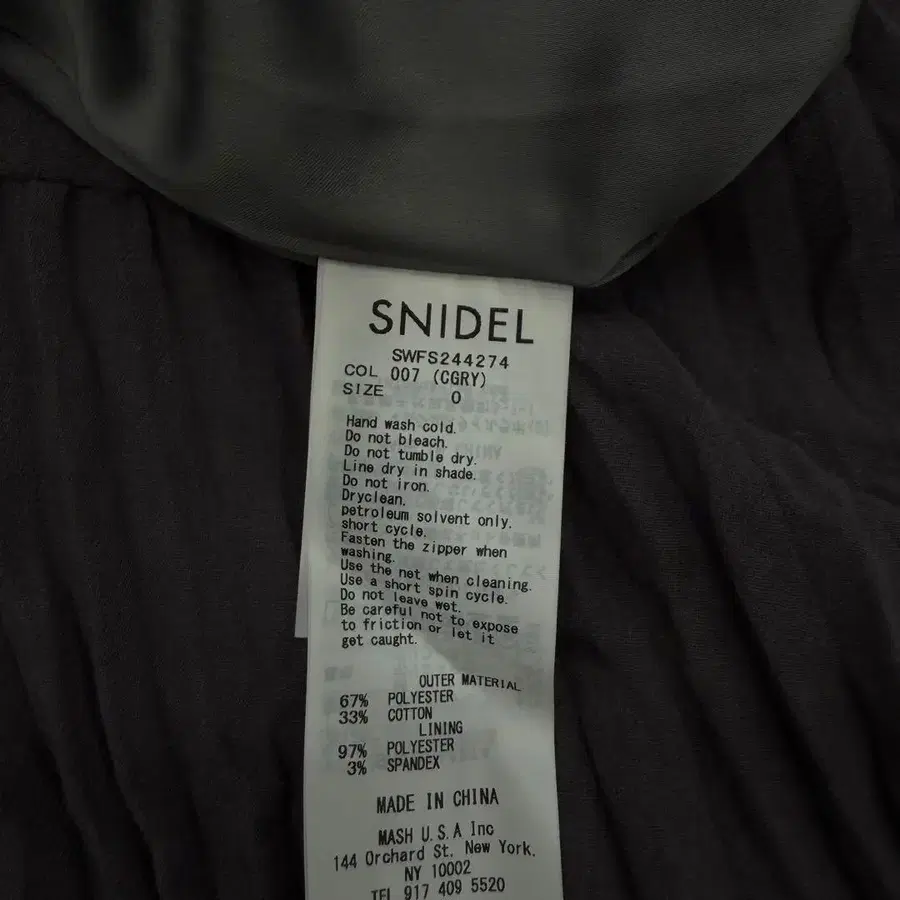 SNIDEL
SWFS244274
COL 007 (CGRY)
SIZE 0
Hand wash cold.
Do not bleach.
Do not tumble dry.
Line dry in shade.
Do not iron.
Dryclean.
petroleum solvent only.
short cycle.
Fasten the zipper when
washing.
Use the net when cleaning.
Use a short spin cycle.
Do not leave wet.
Be careful not to expose
to friction or let it
get caught.
OUTER MATERIAL
67% POLYESTER
33% COTTON
LINING
97% POLYESTER
3% SPANDEX
MADE IN CHINA
MASH U.S.A Inc
144 Orchard St. New York.
NY 10002
TEL 917 409 5520